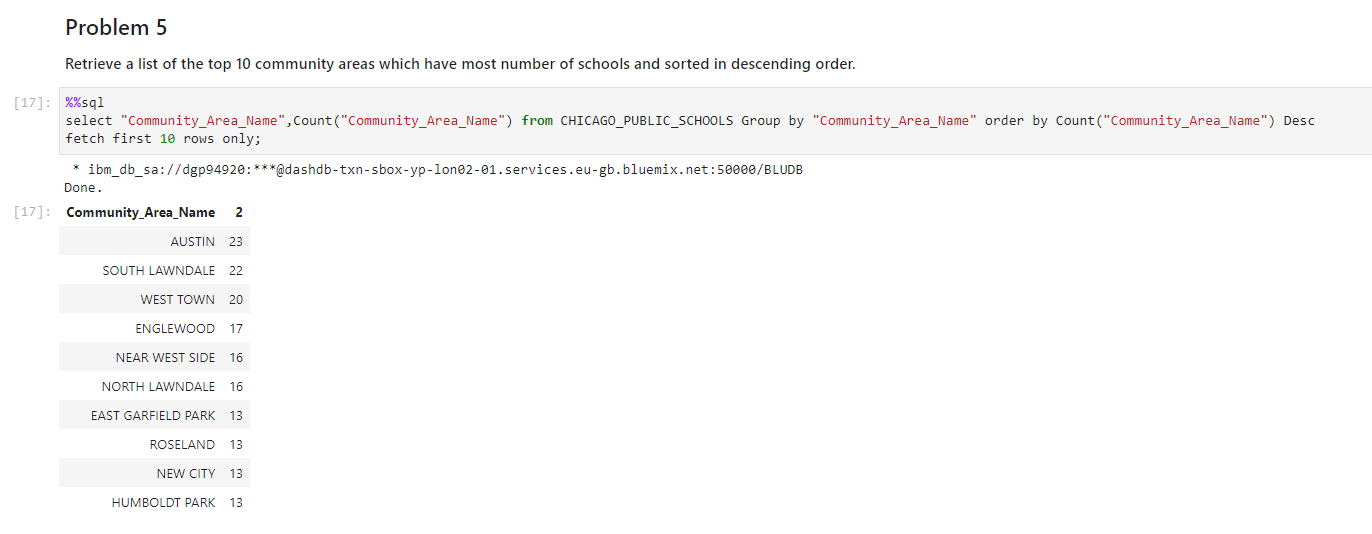 Problem 5
Retrieve a list of the top 10 community areas which have most number of schools and sorted in descending order.
[17]: %%sql
select "Community_Area_Name",Count("Community_Area_Name") from CHICAGO_PUBLIC_SCHOOLS Group by "Community_Area_Name" order by Count("Community_Area_Name") Desc
fetch first 10 rows only;
* ibm_db_sa://dgp94920:***@dashdb-txn-sbox-yp-lon02-01.services.eu-gb.bluemix.net:50000/BLUDB
Done.
[17]: Community_Area_Name 2
AUSTIN 23
SOUTH LAWNDALE 22
WEST TOWN 20
ENGLEWOOD 17
NEAR WEST SIDE 16
NORTH LAWNDALE 16
EAST GARFIELD PARK 13
ROSELAND 13
NEW CITY 13
HUMBOLDT PARK 13